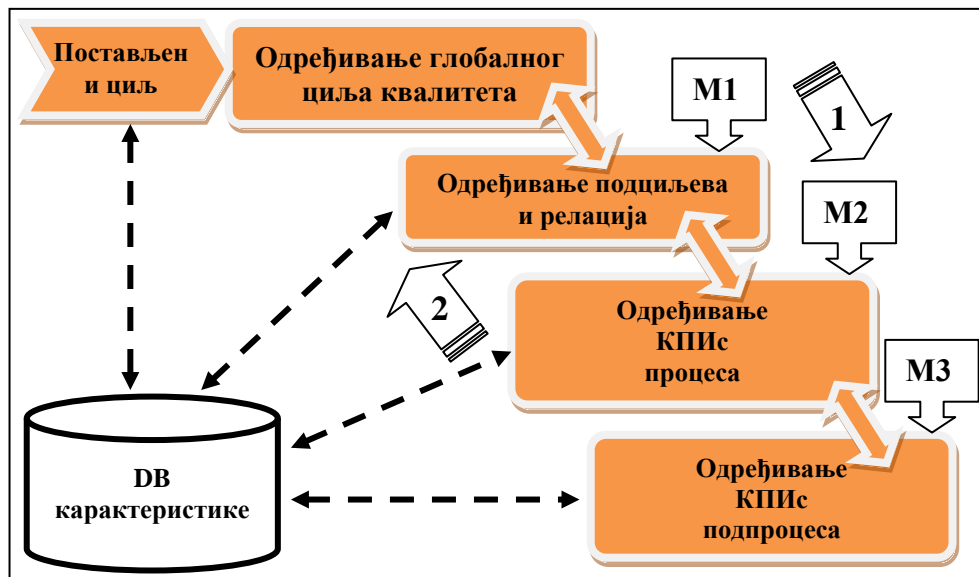 Постављен
и циљ
Одређивање глобалног
циља квалитета
М1
1
Одређивање подциљева
и релација
М2
2
Одређивање
КПИс
процеса
М3
DB
карактеристике
Одређивање
КПИс
подпроцеса